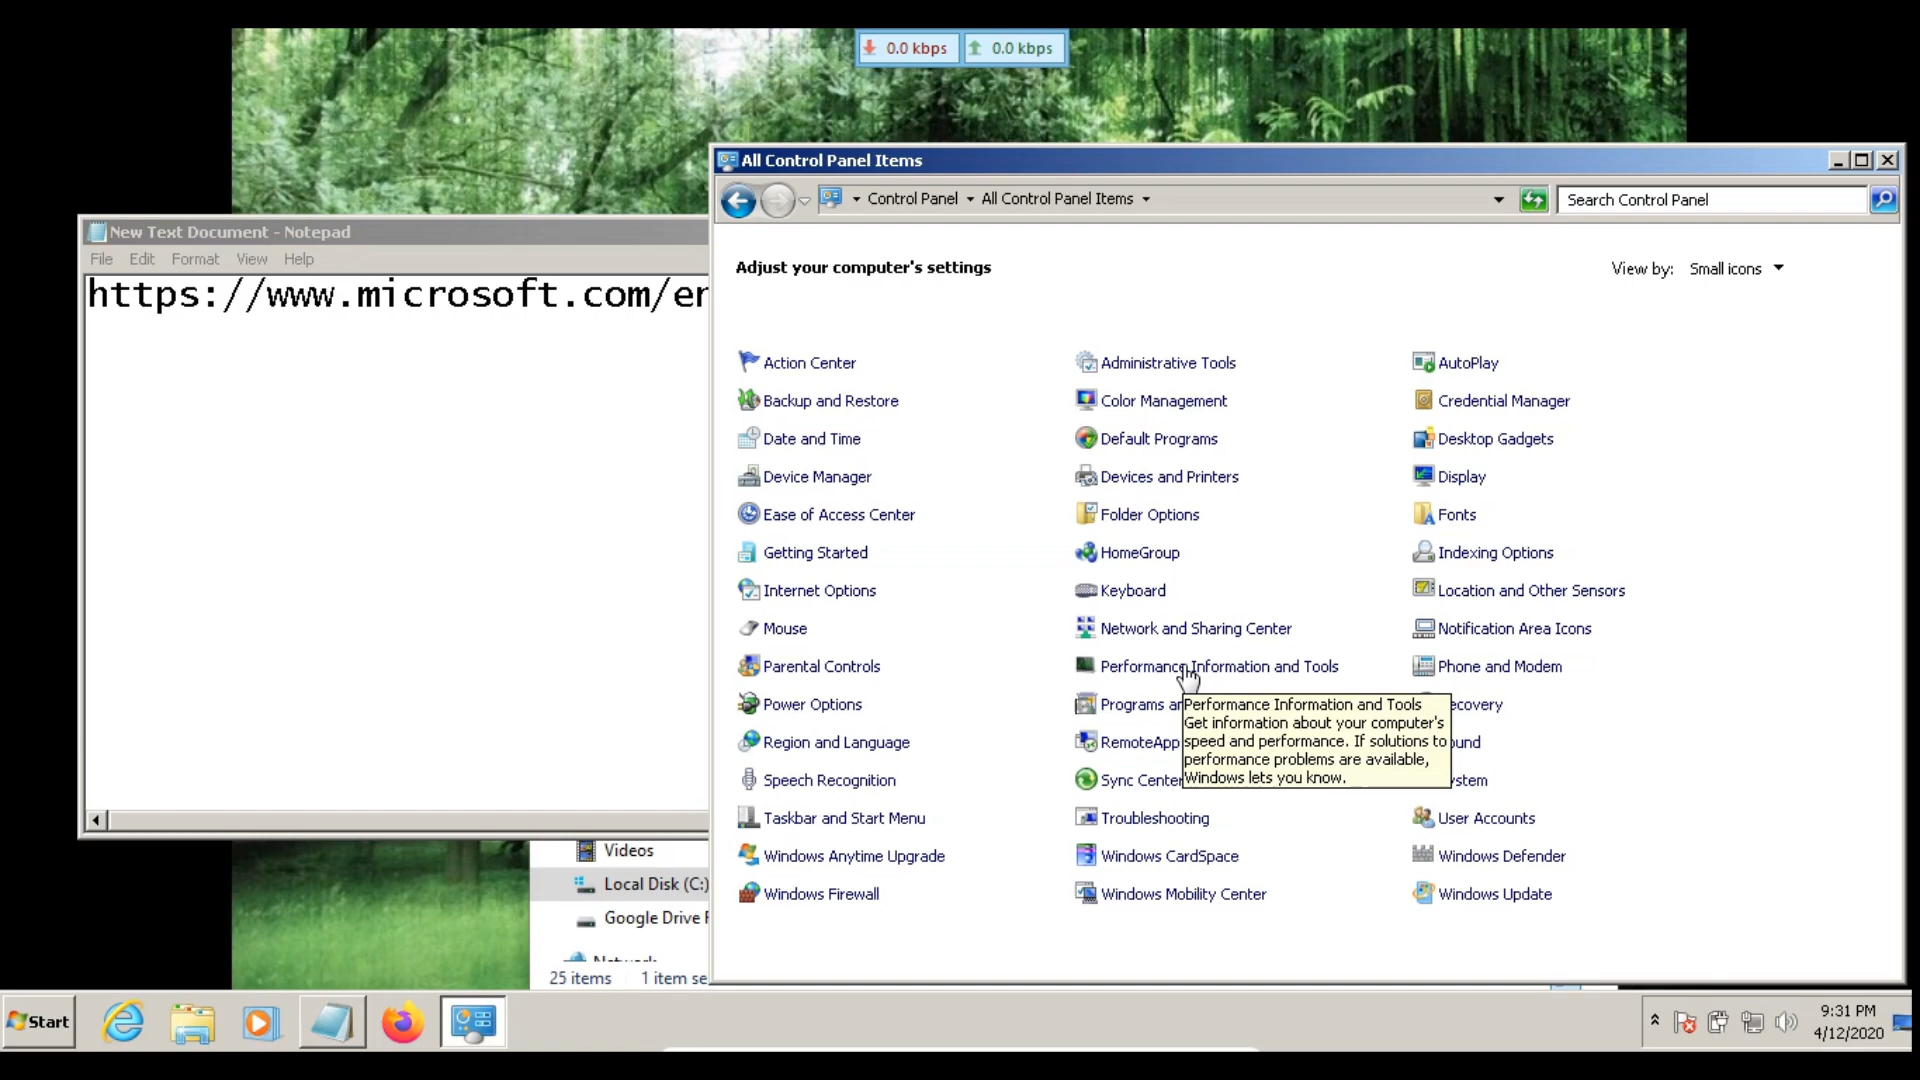 0.0 kbps
0.0 kbps
All Control Panel Items
Control Panel
All Control Panel Items
Search Control Panel
New Text Document - Notepad
File Edit Format View Help
https://www.microsoft.com/en
Adjust your computer's settings
View by: Small icons
Action Center
Administrative Tools
AutoPlay
Backup and Restore
Color Management
Credential Manager
Date and Time
Default Programs
Desktop Gadgets
Device Manager
Devices and Printers
Display
Ease of Access Center
Folder Options
Fonts
Getting Started
HomeGroup
Indexing Options
Internet Options
Keyboard
Location and Other Sensors
Mouse
Network and Sharing Center
Notification Area Icons
Parental Controls
Performance Information and Tools
Phone and Modem
Power Options
Programs an
ecovery
Region and Language
RemoteApp
ound
Speech Recognition
Sync Center
ystem
Performance Information and Tools
Get information about your computer's
speed and performance. If solutions to
performance problems are available,
Windows lets you know.
Taskbar and Start Menu
Troubleshooting
User Accounts
Windows Anytime Upgrade
Windows CardSpace
Windows Defender
Windows Firewall
Windows Mobility Center
Windows Update
Videos
Local Disk (C:)
Google Drive F
Network
25 items 1 item se
Start
9:31 PM
4/12/2020